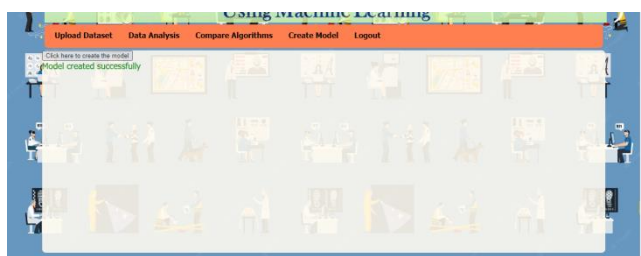 Using Machine Learning
Upload Dataset Data Analysis Compare Algorithms Create Model Logout
Click here to create the model
Model created successfully